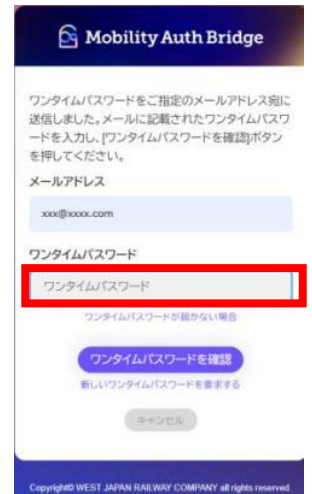 Mobility Auth Bridge
ワンタイムパスワードをご指定のメールアドレス宛に
送信しました。メールに記載されたワンタイムパスワ
ードを入力し、[ワンタイムパスワードを確認]ボタン
を押してください。
メールアドレス
xxx@xxxx.com
ワンタイムパスワード
ワンタイムパスワード
ワンタイムパスワードが届かない場合
ワンタイムパスワードを確認
新しいワンタイムパスワードを要求する
キャンセル
Copyright© WEST JAPAN RAILWAY COMPANY all rights reserved.